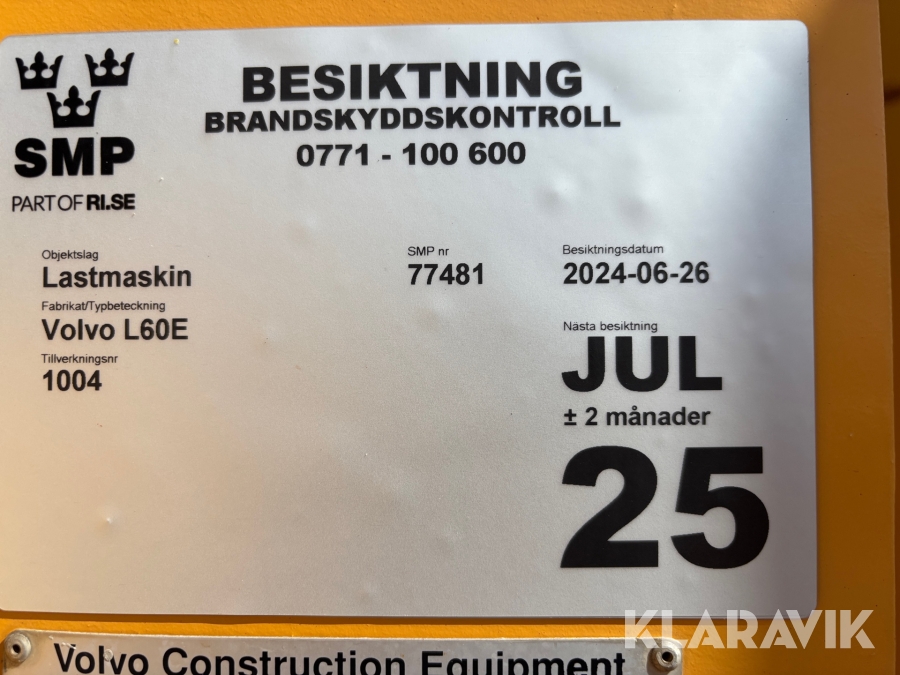 SMP
PART OF RI.SE
BESIKTNING
BRANDSKYDDSKONTROLL
0771 - 100 600
Objektslag
Lastmaskin
Fabrikat/Typbeteckning
Volvo L60E
Tillverkningsnr
1004
SMP nr
77481
Besiktningsdatum
2024-06-26
Nästa besiktning
JUL
± 2 månader
25
KLARAVIK
Volvo Construction Equipment